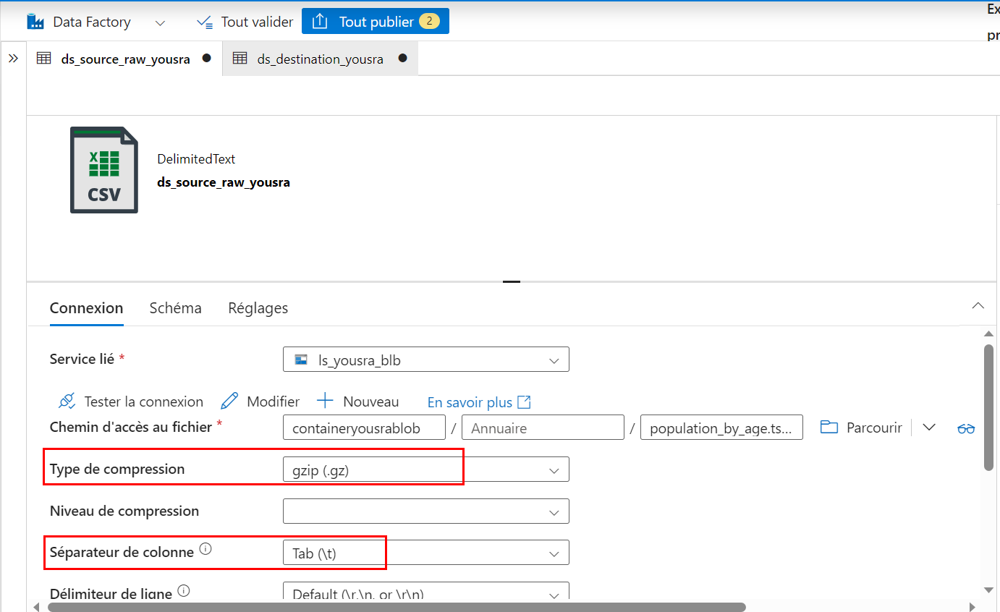 Data Factory
Tout valider
Tout publier 2
Ex
pr
ds_source_raw_yousra
ds_destination_yousra
X
CSV
DelimitedText
ds_source_raw_yousra
Connexion Schéma Réglages
Service lié * ls_yousra_blb
Tester la connexion Modifier Nouveau En savoir plus
Chemin d'accès au fichier * containeryousrablob / Annuaire / population_by_age.ts... Parcourir
Type de compression gzip (.gz)
Niveau de compression
Séparateur de colonne Tab (\t)
Délimiteur de ligne Default (\r,\n, or \r\n)